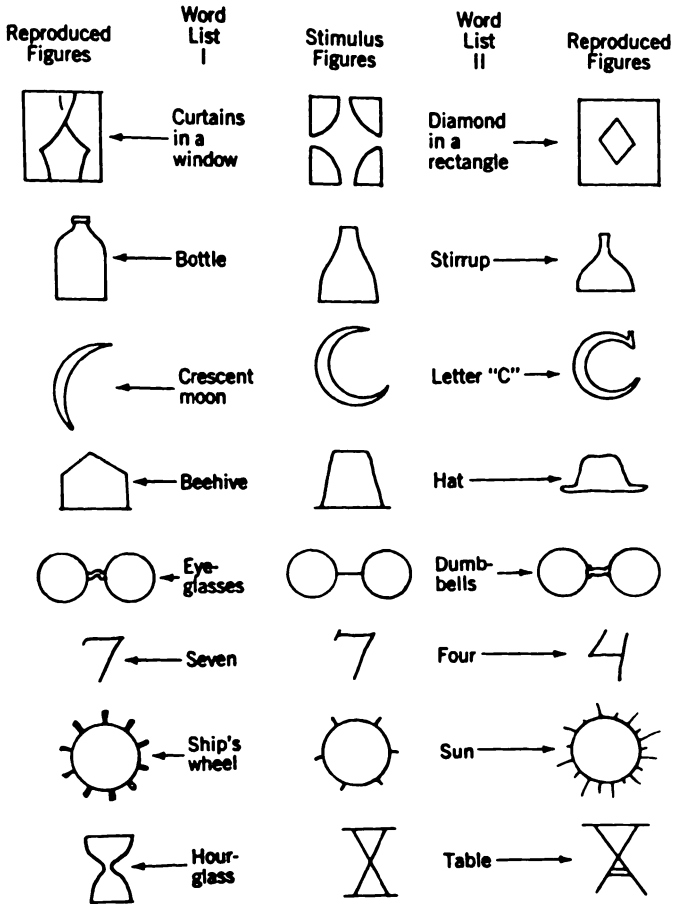 Reproduced
Figures
Word
List
I
Stimulus
Figures
Word
List
II
Reproduced
Figures
Curtains
in a
window
Diamond
in a
rectangle
Bottle
Stirrup
Crescent
moon
Letter "C"
Beehive
Hat
Eye-
glasses
Dumb-
bells
Seven
Four
Ship's
wheel
Sun
Hour-
glass
Table